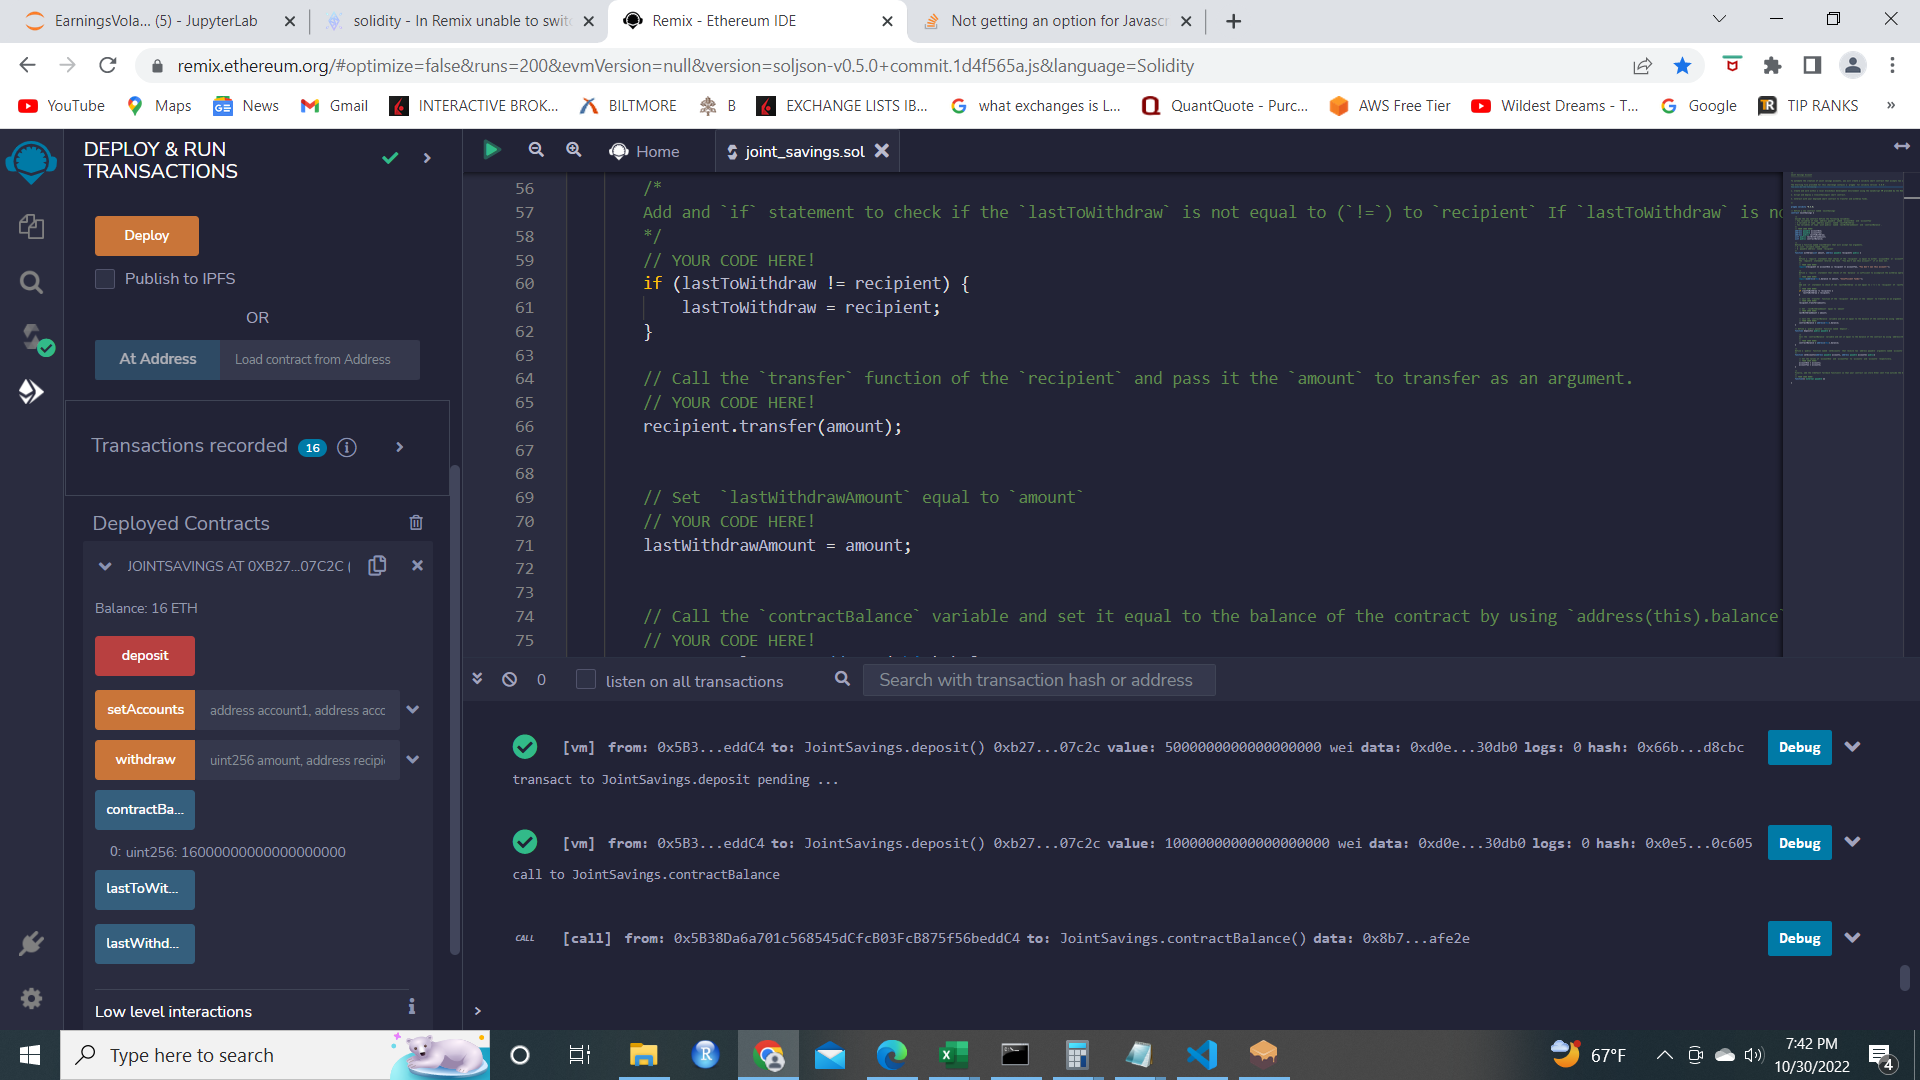 EarningsVola... (5) - JupyterLab
solidity - In Remix unable to swit
Remix - Ethereum IDE
Not getting an option for Javascr
remix.ethereum.org/#optimize=false&runs=200&evmVersion=null&version=soljson-v0.5.0+commit.1d4f565a.js&language=Solidity
YouTube Maps News Gmail INTERACTIVE BROK... BILTMORE B EXCHANGE LISTS IB... what exchanges is L... QuantQuote - Purc... AWS Free Tier Wildest Dreams - T... Google TIP RANKS »
DEPLOY & RUN
TRANSACTIONS
Deploy
Publish to IPFS
OR
At Address Load contract from Address
Transactions recorded 16
Deployed Contracts
JOINTSAVINGS AT 0XB27...07C2C (
Balance: 16 ETH
deposit
setAccounts address account1, address acco
withdraw uint256 amount, address recipi
contractBa...
0: uint256: 16000000000000000000
lastToWit...
lastWithd...
Low level interactions
Home
joint_savings.sol
56 /*
57 Add and `if` statement to check if the `lastToWithdraw` is not equal to (`!=`) to `recipient` If `lastToWithdraw` is no
58 */
59 // YOUR CODE HERE!
60 if (lastToWithdraw != recipient) {
61 lastToWithdraw = recipient;
62 }
63
64 // Call the `transfer` function of the `recipient` and pass it the `amount` to transfer as an argument.
65 // YOUR CODE HERE!
66 recipient.transfer(amount);
67
68
69 // Set  `lastWithdrawAmount` equal to `amount`
70 // YOUR CODE HERE!
71 lastWithdrawAmount = amount;
72
73
74 // Call the `contractBalance` variable and set it equal to the balance of the contract by using `address(this).balance`
75 // YOUR CODE HERE!
0 listen on all transactions Search with transaction hash or address
[vm] from: 0x5B3...eddC4 to: JointSavings.deposit() 0xb27...07c2c value: 5000000000000000000 wei data: 0xd0e...30db0 logs: 0 hash: 0x66b...d8cbc Debug
transact to JointSavings.deposit pending ...
[vm] from: 0x5B3...eddC4 to: JointSavings.deposit() 0xb27...07c2c value: 10000000000000000000 wei data: 0xd0e...30db0 logs: 0 hash: 0x0e5...0c605 Debug
call to JointSavings.contractBalance
CALL [call] from: 0x5B38Da6a701c568545dCfcB03FcB875f56beddC4 to: JointSavings.contractBalance() data: 0x8b7...afe2e Debug
>
Type here to search
67°F
7:42 PM
10/30/2022
4